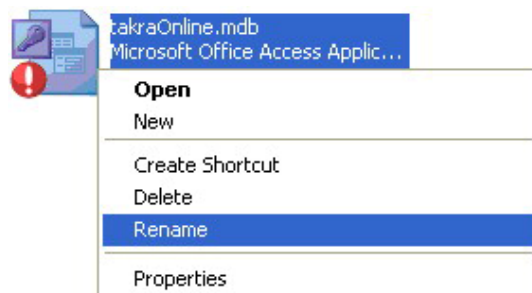 takraOnline.mdb
Microsoft Office Access Applic...
Open
New
Create Shortcut
Delete
Rename
Properties